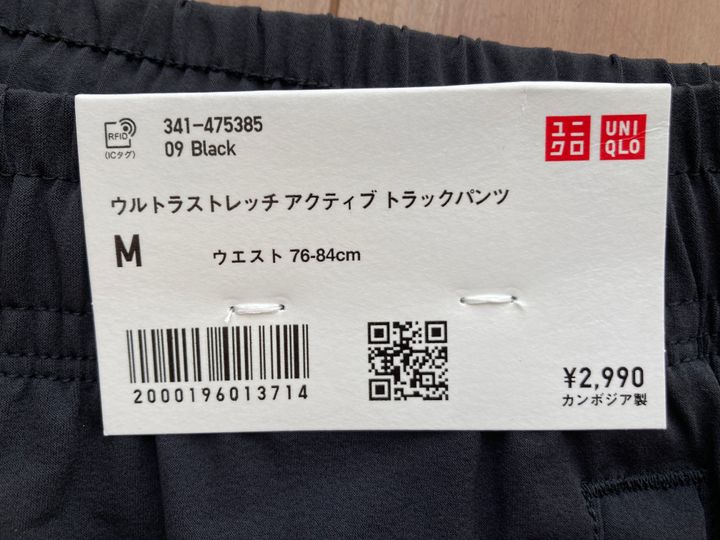 RFID
(ICタグ)
341-475385
09 Black
ユニ
クロ
UNI
QLO
ウルトラストレッチ アクティブ トラックパンツ
M
ウエスト 76-84cm
2000196013714
¥2,990
カンボジア製